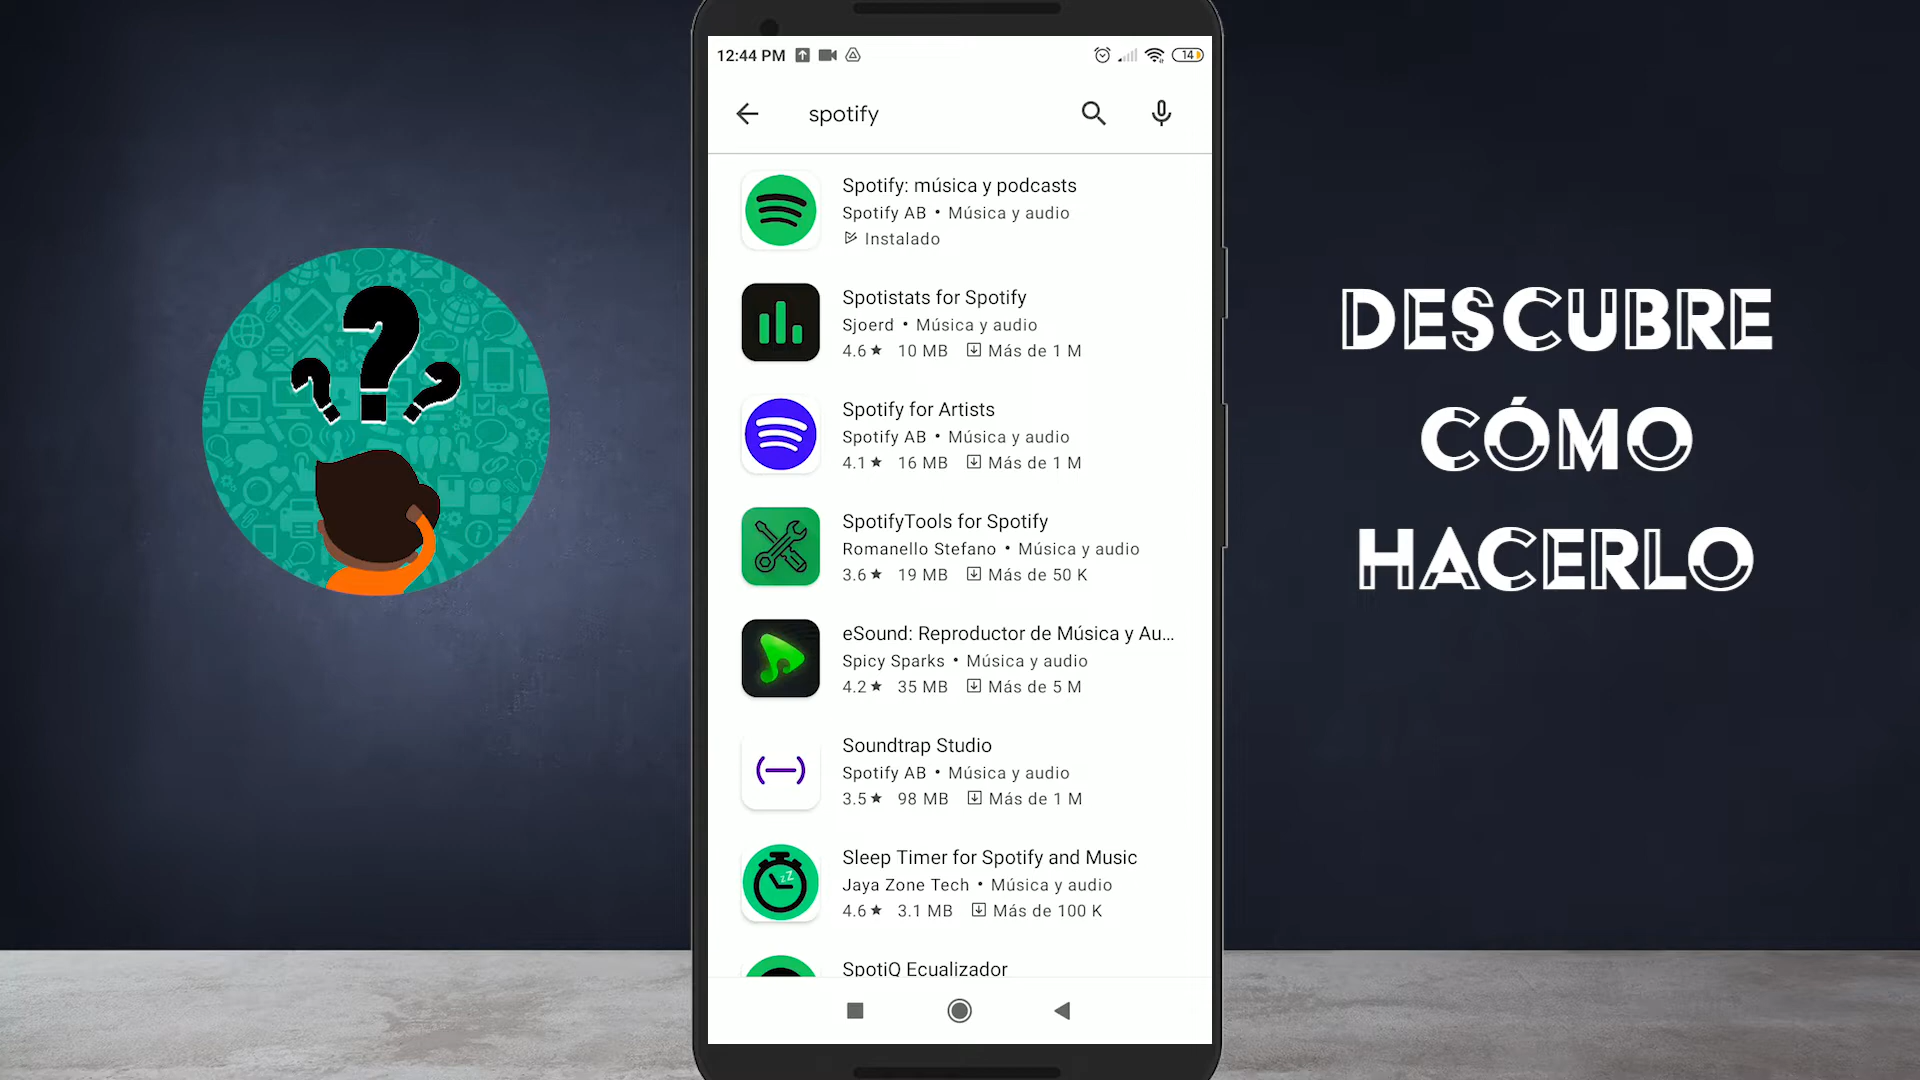 12:44 PM
14
spotify
Spotify: música y podcasts
Spotify AB • Música y audio
Instalado
Spotistats for Spotify
Sjoerd • Música y audio
4.6★ 10 MB Más de 1 M
Spotify for Artists
Spotify AB • Música y audio
4.1★ 16 MB Más de 1 M
SpotifyTools for Spotify
Romanello Stefano • Música y audio
3.6★ 19 MB Más de 50 K
eSound: Reproductor de Música y Au...
Spicy Sparks • Música y audio
4.2★ 35 MB Más de 5 M
Soundtrap Studio
Spotify AB • Música y audio
3.5★ 98 MB Más de 1 M
Sleep Timer for Spotify and Music
Jaya Zone Tech • Música y audio
4.6★ 3.1 MB Más de 100 K
SpotiQ Ecualizador
???
zZ
DESCUBRE
CÓMO
HACERLO